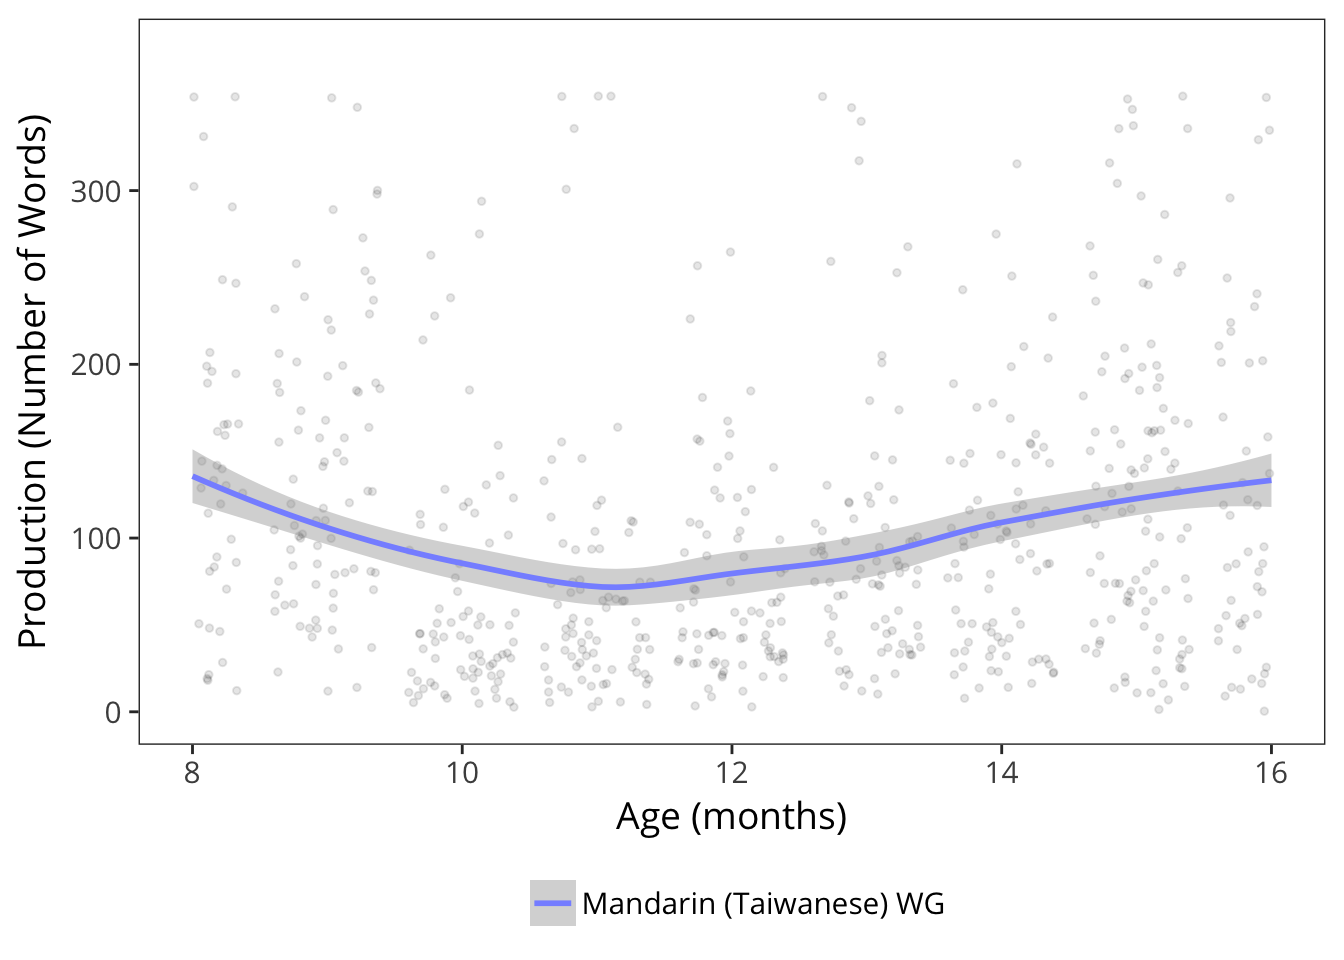 Production (Number of Words)
300
200
100
0
8 10 12 14 16
Age (months)
Mandarin (Taiwanese) WG